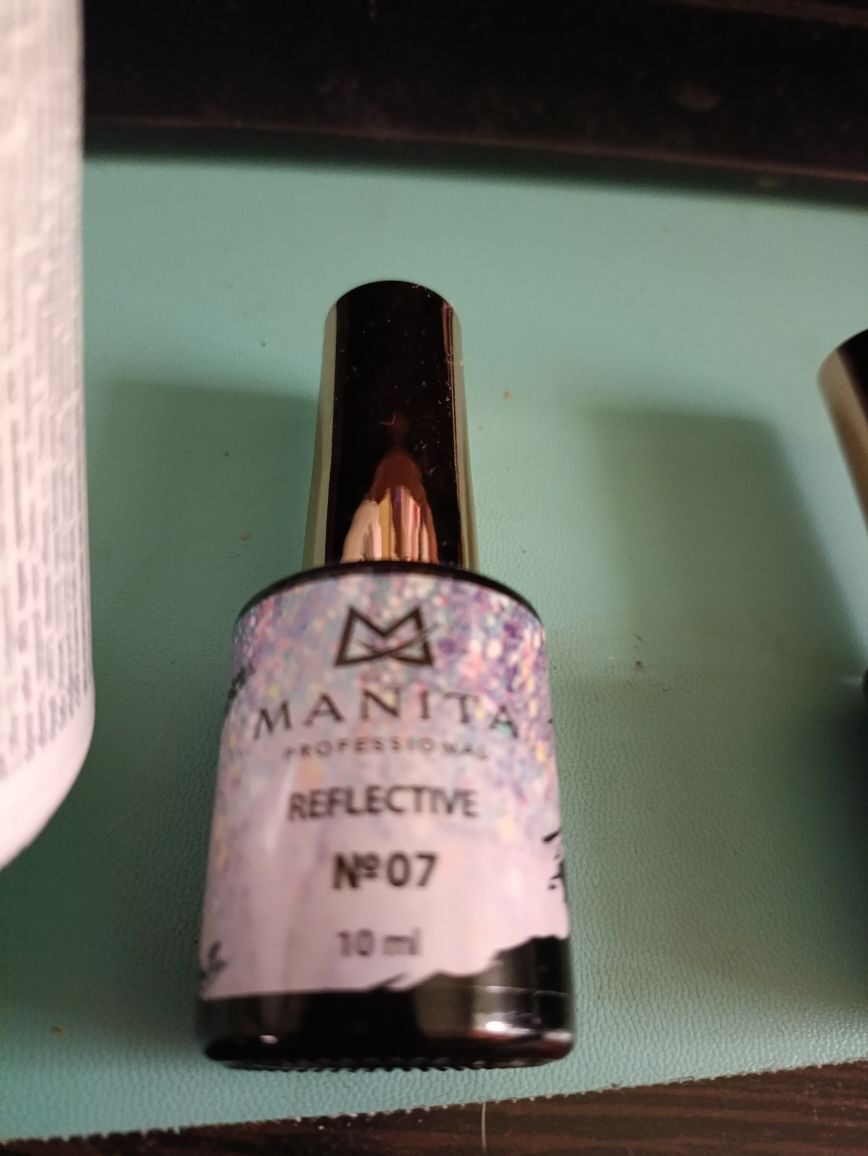 MANITA
PROFESSIONAL
REFLECTIVE
№07
10 ml